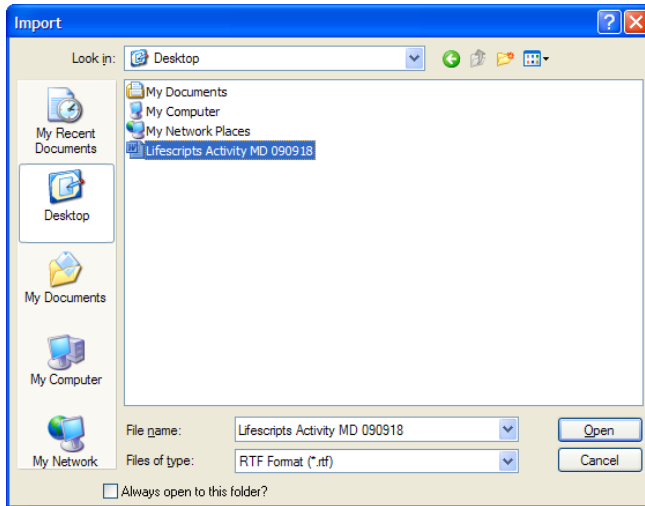 Import
Look in:
Desktop
My Recent
Documents
Desktop
My Documents
My Computer
My Network
My Documents
My Computer
My Network Places
Lifescripts Activity MD 090918
File name:
Lifescripts Activity MD 090918
Open
Files of type:
RTF Format (*.rtf)
Cancel
Always open to this folder?